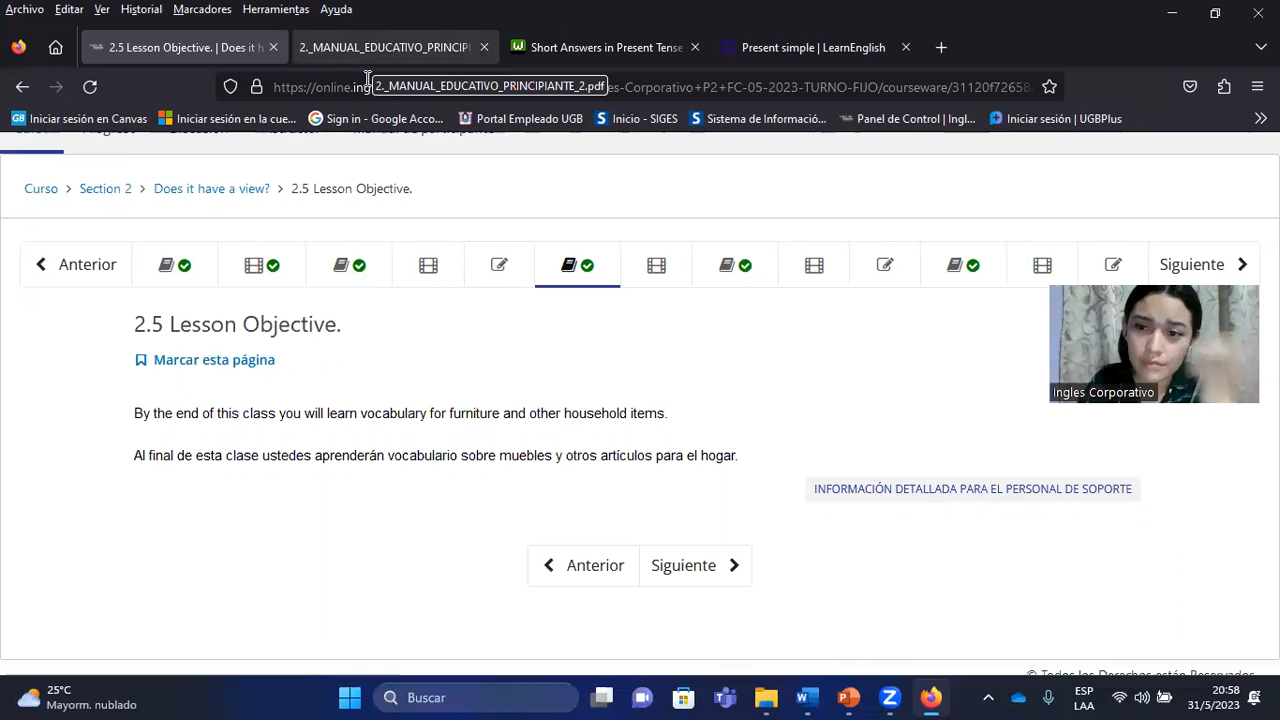 Archivo Editar Ver Historial Marcadores Herramientas Ayuda
2.5 Lesson Objective. | Does it h
2._MANUAL_EDUCATIVO_PRINCIPI
Short Answers in Present Tense
Present simple | LearnEnglish
https://online.ing
2._MANUAL_EDUCATIVO_PRINCIPIANTE_2.pdf
es-Corporativo+P2+FC-05-2023-TURNO-FIJO/courseware/31120f72658
Iniciar sesión en Canvas
Iniciar sesión en la cue...
Sign in - Google Acco...
Portal Empleado UGB
Inicio - SIGES
Sistema de Informació...
Panel de Control | Ingl...
Iniciar sesión | UGBPlus
Curso > Section 2 > Does it have a view? > 2.5 Lesson Objective.
Anterior
Siguiente
2.5 Lesson Objective.
Marcar esta página
Ingles Corporativo
By the end of this class you will learn vocabulary for furniture and other household items.
Al final de esta clase ustedes aprenderán vocabulario sobre muebles y otros artículos para el hogar.
INFORMACIÓN DETALLADA PARA EL PERSONAL DE SOPORTE
Anterior
Siguiente
© Todos los Derechos están Reservados
25°C
Mayorm. nublado
Buscar
ESP
LAA
20:58
31/5/2023